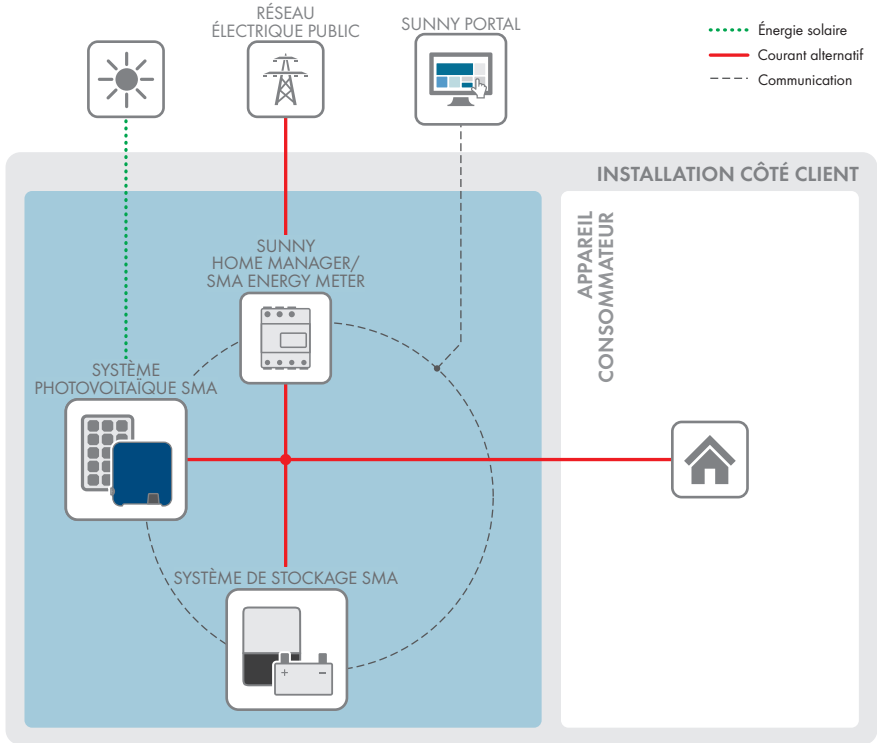 RÉSEAU
ÉLECTRIQUE PUBLIC
SUNNY PORTAL
Énergie solaire
Courant alternatif
Communication
INSTALLATION CÔTÉ CLIENT
APPAREIL
CONSOMMATEUR
SUNNY
HOME MANAGER/
SMA ENERGY METER
SYSTÈME
PHOTOVOLTAÏQUE SMA
SYSTÈME DE STOCKAGE SMA
+ −